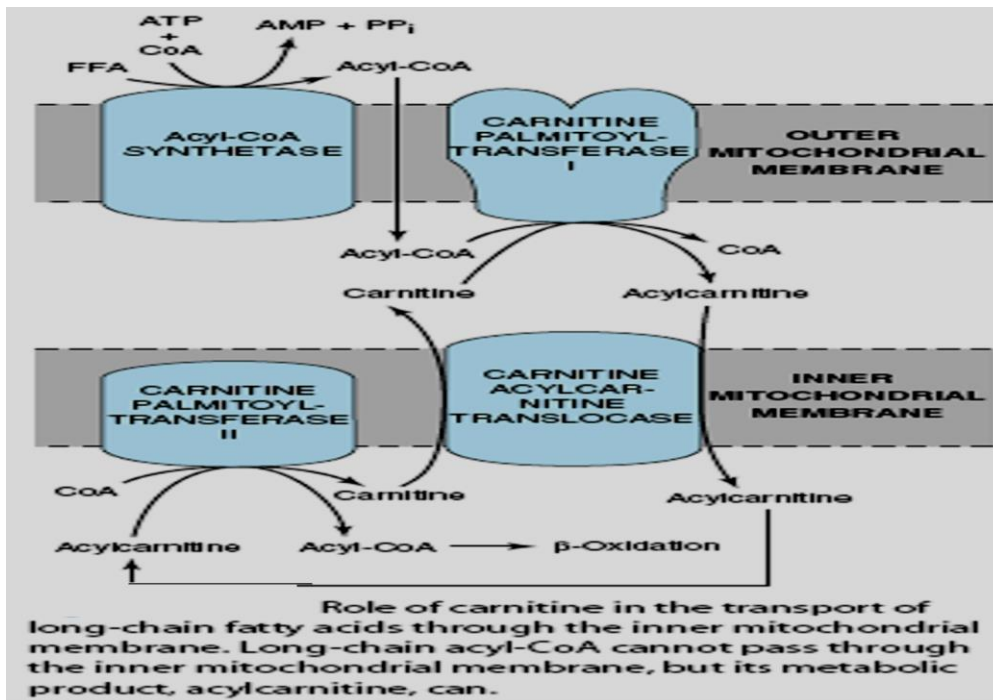 ATP
+
CoA
AMP + PPi
FFA
Acyl-CoA
Acyl-CoA
SYNTHETASE
CARNITINE
PALMITOYL-
TRANSFERASE
I
OUTER
MITOCHONDRIAL
MEMBRANE
Acyl-CoA
CoA
Carnitine
Acylcarnitine
CARNITINE
PALMITOYL-
TRANSFERASE
II
CARNITINE
ACYLCAR-
NITINE
TRANSLOCASE
INNER
MITOCHONDRIAL
MEMBRANE
CoA
Carnitine
Acylcarnitine
Acylcarnitine
Acyl-CoA
β-Oxidation
Role of carnitine in the transport of
long-chain fatty acids through the inner mitochondrial
membrane. Long-chain acyl-CoA cannot pass through
the inner mitochondrial membrane, but its metabolic
product, acylcarnitine, can.